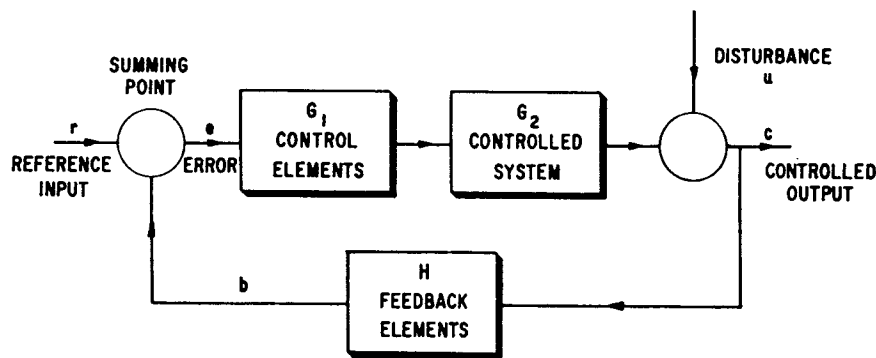 SUMMING
POINT
r
REFERENCE
INPUT
e
ERROR
G1
CONTROL
ELEMENTS
G2
CONTROLLED
SYSTEM
DISTURBANCE
u
c
CONTROLLED
OUTPUT
b
H
FEEDBACK
ELEMENTS